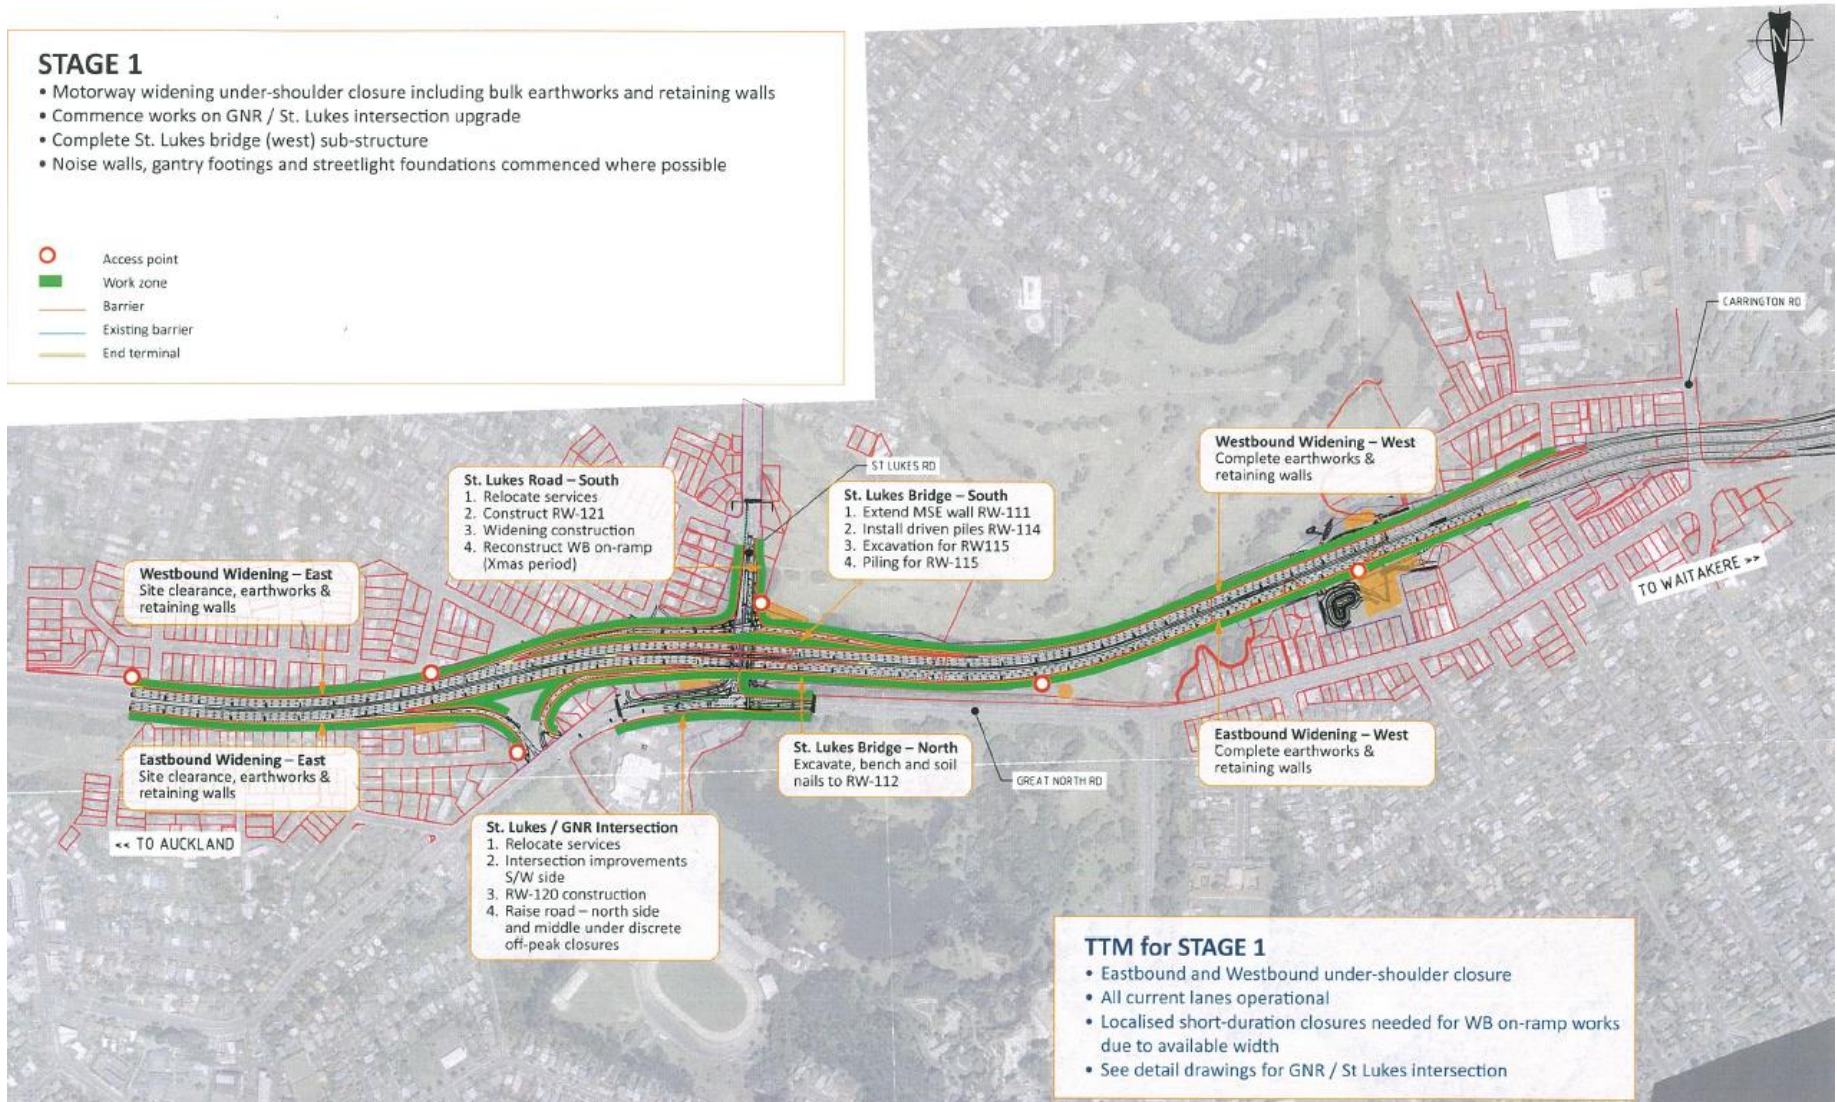 STAGE 1
• Motorway widening under-shoulder closure including bulk earthworks and retaining walls
• Commence works on GNR / St. Lukes intersection upgrade
• Complete St. Lukes bridge (west) sub-structure
• Noise walls, gantry footings and streetlight foundations commenced where possible
Access point
Work zone
Barrier
Existing barrier
End terminal
N
CARRINGTON RD
ST LUKES RD
St. Lukes Road – South
1. Relocate services
2. Construct RW-121
3. Widening construction
4. Reconstruct WB on-ramp
(Xmas period)
St. Lukes Bridge – South
1. Extend MSE wall RW-111
2. Install driven piles RW-114
3. Excavation for RW115
4. Piling for RW-115
Westbound Widening – West
Complete earthworks &
retaining walls
Westbound Widening – East
Site clearance, earthworks &
retaining walls
TO WAITAKERE >>
Eastbound Widening – East
Site clearance, earthworks &
retaining walls
St. Lukes Bridge – North
Excavate, bench and soil
nails to RW-112
GREAT NORTH RD
Eastbound Widening – West
Complete earthworks &
retaining walls
<< TO AUCKLAND
St. Lukes / GNR Intersection
1. Relocate services
2. Intersection improvements
S/W side
3. RW-120 construction
4. Raise road – north side
and middle under discrete
off-peak closures
TTM for STAGE 1
• Eastbound and Westbound under-shoulder closure
• All current lanes operational
• Localised short-duration closures needed for WB on-ramp works
due to available width
• See detail drawings for GNR / St Lukes intersection